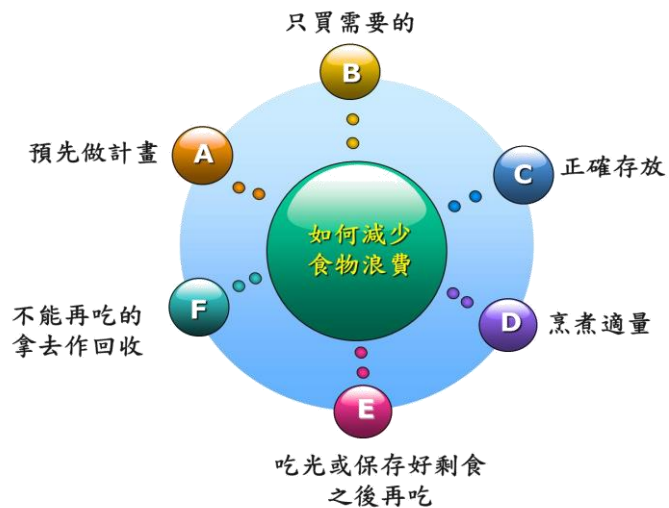 只買需要的
B
預先做計畫
A
C
正確存放
如何減少
食物浪費
不能再吃的
拿去作回收
F
D
烹煮適量
E
吃光或保存好剩食
之後再吃